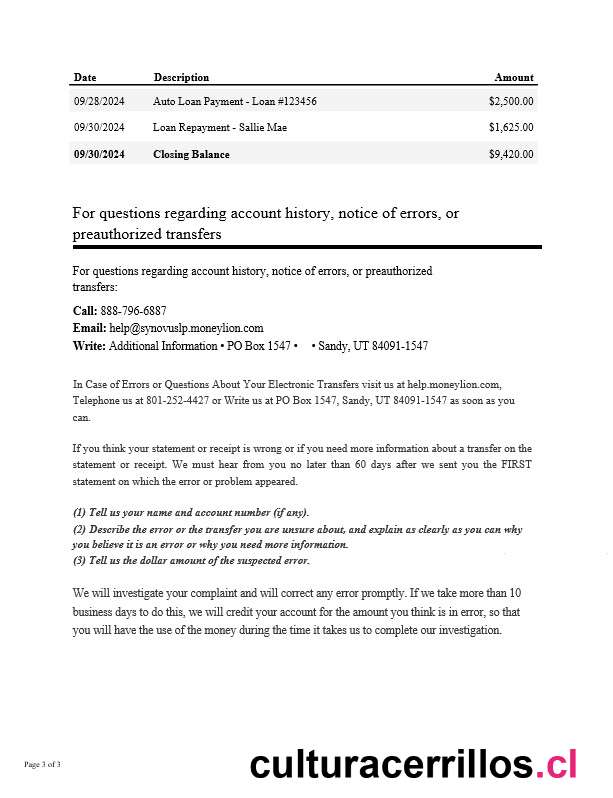 Date Description Amount
09/28/2024 Auto Loan Payment - Loan #123456 $2,500.00
09/30/2024 Loan Repayment - Sallie Mae $1,625.00
09/30/2024 Closing Balance $9,420.00
For questions regarding account history, notice of errors, or
preauthorized transfers
For questions regarding account history, notice of errors, or preauthorized
transfers:
Call: 888-796-6887
Email: help@synovuslp.moneylion.com
Write: Additional Information • PO Box 1547 • • Sandy, UT 84091-1547
In Case of Errors or Questions About Your Electronic Transfers visit us at help.moneylion.com,
Telephone us at 801-252-4427 or Write us at PO Box 1547, Sandy, UT 84091-1547 as soon as you
can.
If you think your statement or receipt is wrong or if you need more information about a transfer on the
statement or receipt. We must hear from you no later than 60 days after we sent you the FIRST
statement on which the error or problem appeared.
(1) Tell us your name and account number (if any).
(2) Describe the error or the transfer you are unsure about, and explain as clearly as you can why
you believe it is an error or why you need more information.
(3) Tell us the dollar amount of the suspected error.
We will investigate your complaint and will correct any error promptly. If we take more than 10
business days to do this, we will credit your account for the amount you think is in error, so that
you will have the use of the money during the time it takes us to complete our investigation.
Page 3 of 3
culturacerrillos.cl